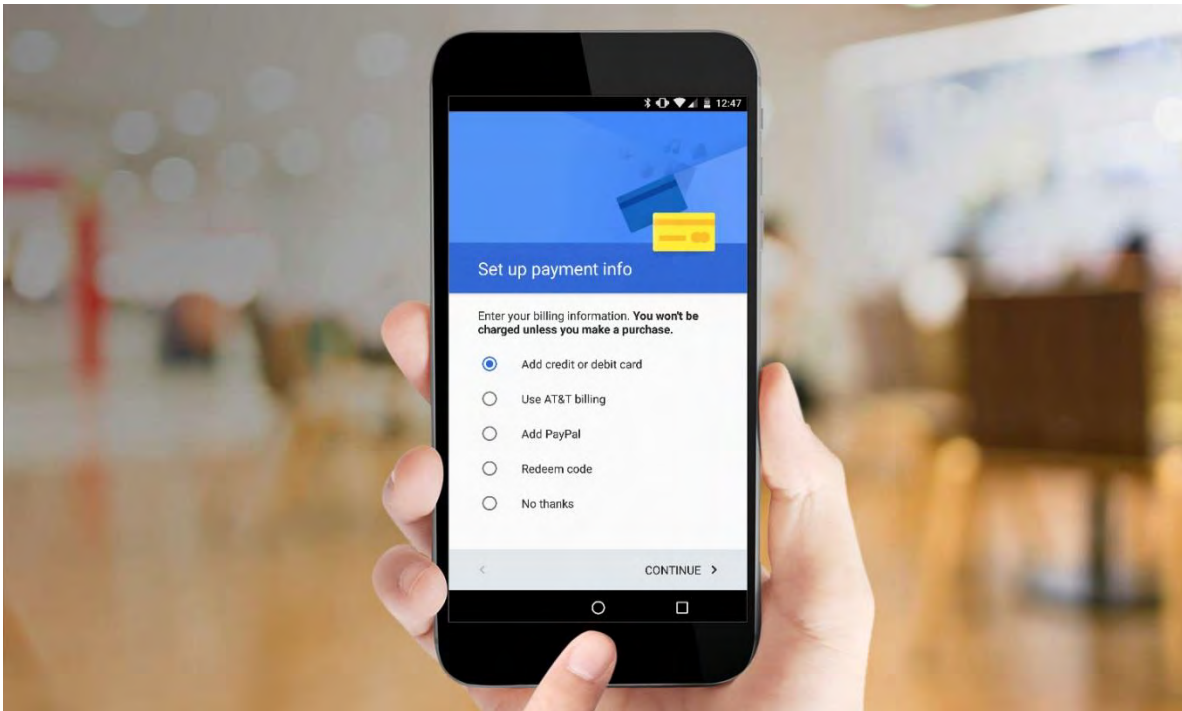 12:47
Set up payment info
Enter your billing information. You won't be
charged unless you make a purchase.
Add credit or debit card
Use AT&T billing
Add PayPal
Redeem code
No thanks
CONTINUE